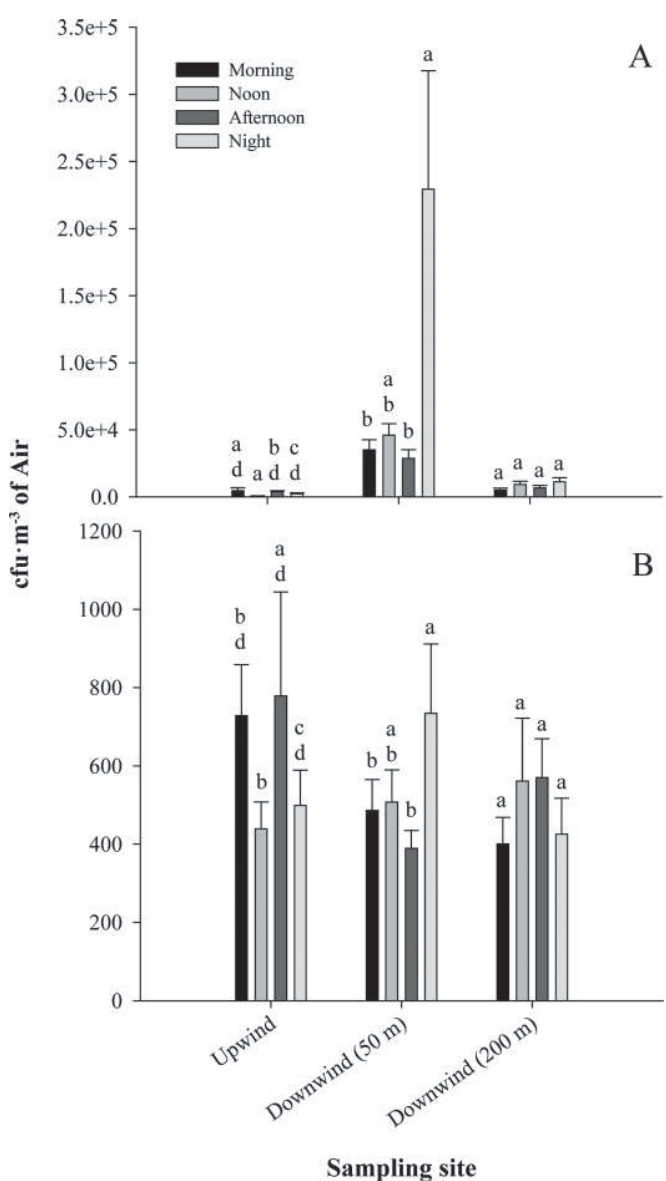 3.5e+5
3.0e+5
2.5e+5
2.0e+5
1.5e+5
1.0e+5
5.0e+4
0.0
Morning
Noon
Afternoon
Night
A
a
d
a
b
d
c
d
b
a
b
b
a
a
a
a
a
cfu·m-3 of Air
1200
1000
800
600
400
200
0
B
b
d
b
a
d
c
d
b
a
b
b
a
a
a
a
a
Upwind
Downwind (50 m)
Downwind (200 m)
Sampling site